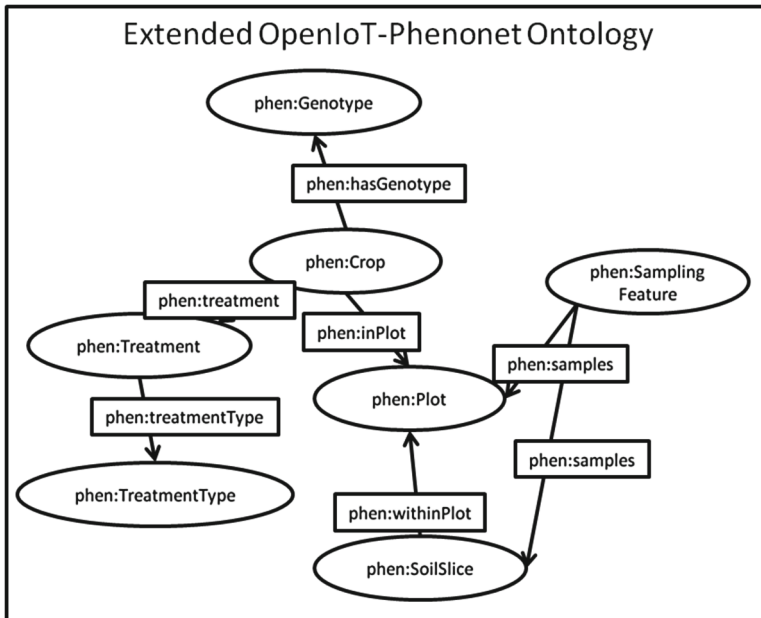 Extended OpenIoT-Phenonet Ontology
phen:Genotype
phen:hasGenotype
phen:Crop
phen:Sampling
Feature
phen:treatment
phen:inPlot
phen:Treatment
phen:samples
phen:Plot
phen:treatmentType
phen:samples
phen:TreatmentType
phen:withinPlot
phen:SoilSlice